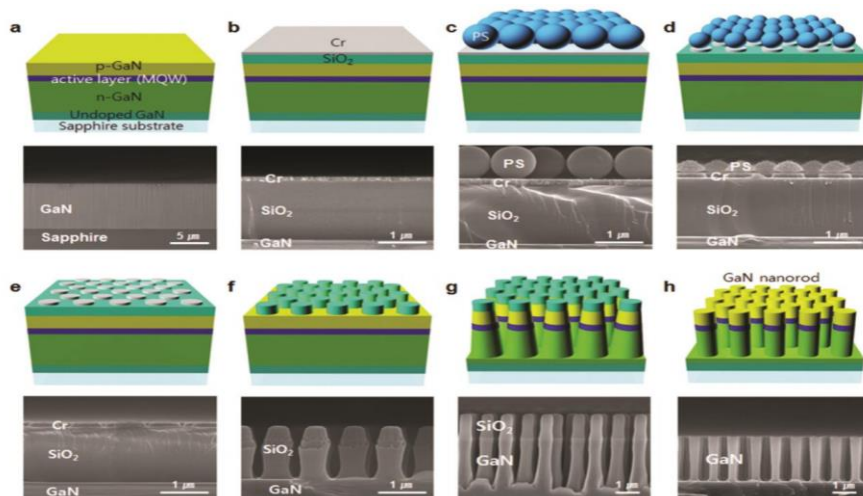 a
p-GaN
active layer (MQW)
n-GaN
Undoped GaN
Sapphire substrate
GaN
Sapphire
5 ㎛
b
Cr
SiO₂
Cr
SiO₂
GaN
1 ㎛
c
PS
PS
Cr
SiO₂
GaN
1 ㎛
d
PS
Cr
SiO₂
GaN
1 ㎛
e
Cr
SiO₂
GaN
1 ㎛
f
SiO₂
GaN
1 ㎛
g
SiO₂
GaN
1 ㎛
h
GaN nanorod
GaN
1 ㎛